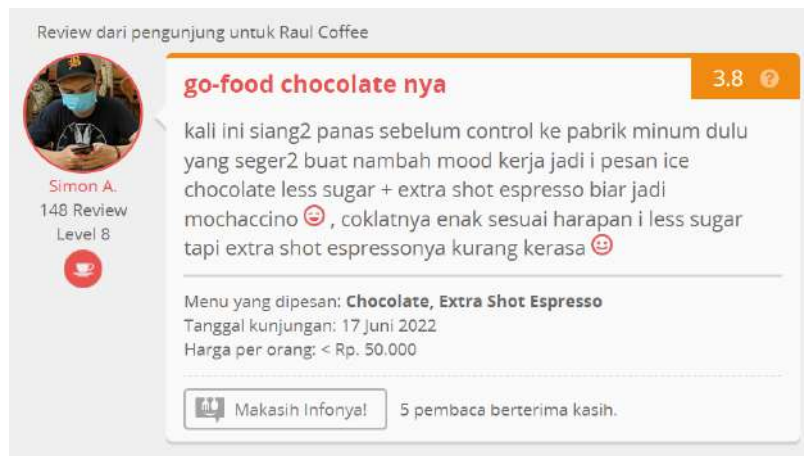 Review dari pengunjung untuk Raul Coffee
go-food chocolate nya
3.8
kali ini siang2 panas sebelum control ke pabrik minum dulu
yang seger2 buat nambah mood kerja jadi i pesan ice
chocolate less sugar + extra shot espresso biar jadi
mochaccino 😄 , coklatnya enak sesuai harapan i less sugar
tapi extra shot espressonya kurang kerasa 🙂
Simon A.
148 Review
Level 8
Menu yang dipesan: Chocolate, Extra Shot Espresso
Tanggal kunjungan: 17 Juni 2022
Harga per orang: < Rp. 50.000
Makasih Infonya!
5 pembaca berterima kasih.